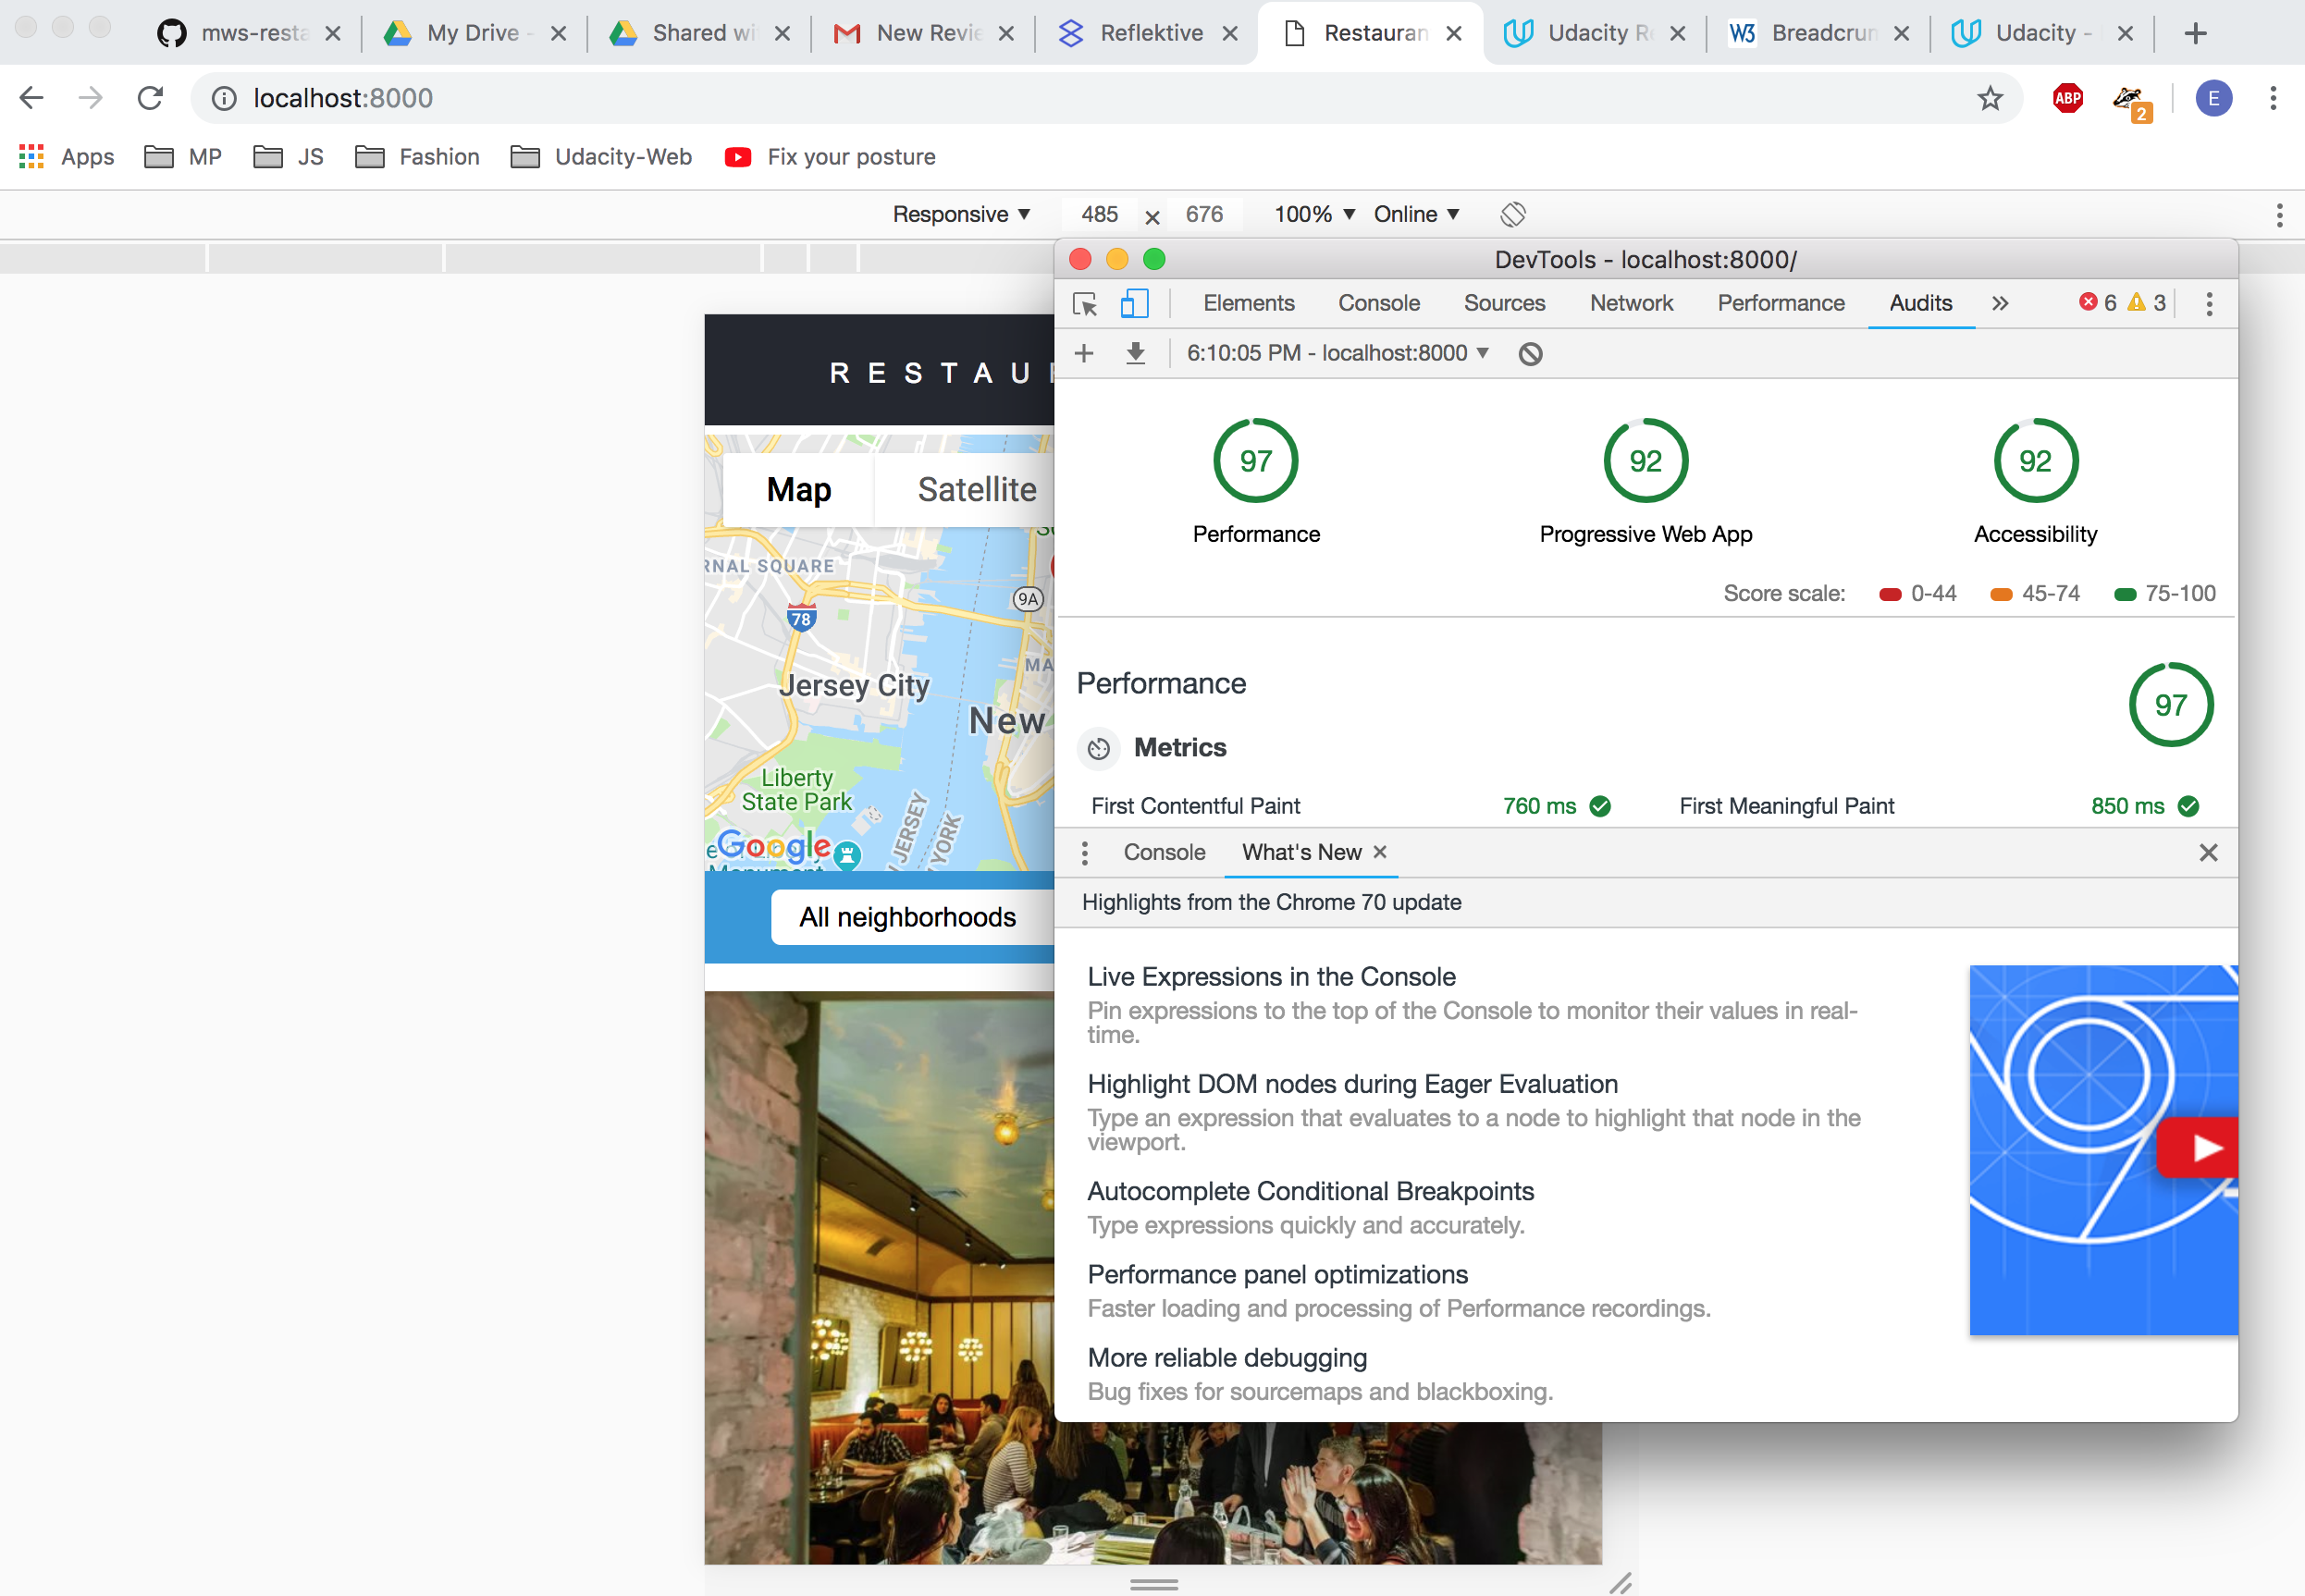 mws-resta
My Drive -
Shared wi
New Revie
Reflektive
Restauran
Udacity R
W3 Breadcrum
Udacity -
localhost:8000
ABP
2
E
Apps
MP
JS
Fashion
Udacity-Web
Fix your posture
Responsive ▼ 485 × 676 100% ▼ Online ▼
DevTools - localhost:8000/
Elements Console Sources Network Performance Audits » 6 3
6:10:05 PM - localhost:8000 ▼
RESTAU
Map Satellite
RNAL SQUARE
78
9A
MA
Jersey City
New
Liberty
State Park
JERSEY
YORK
Google
All neighborhoods
97 92 92
Performance Progressive Web App Accessibility
Score scale: 0-44 45-74 75-100
Performance
97
Metrics
First Contentful Paint 760 ms First Meaningful Paint 850 ms
Console What's New
Highlights from the Chrome 70 update
Live Expressions in the Console
Pin expressions to the top of the Console to monitor their values in real-
time.
Highlight DOM nodes during Eager Evaluation
Type an expression that evaluates to a node to highlight that node in the
viewport.
Autocomplete Conditional Breakpoints
Type expressions quickly and accurately.
Performance panel optimizations
Faster loading and processing of Performance recordings.
More reliable debugging
Bug fixes for sourcemaps and blackboxing.